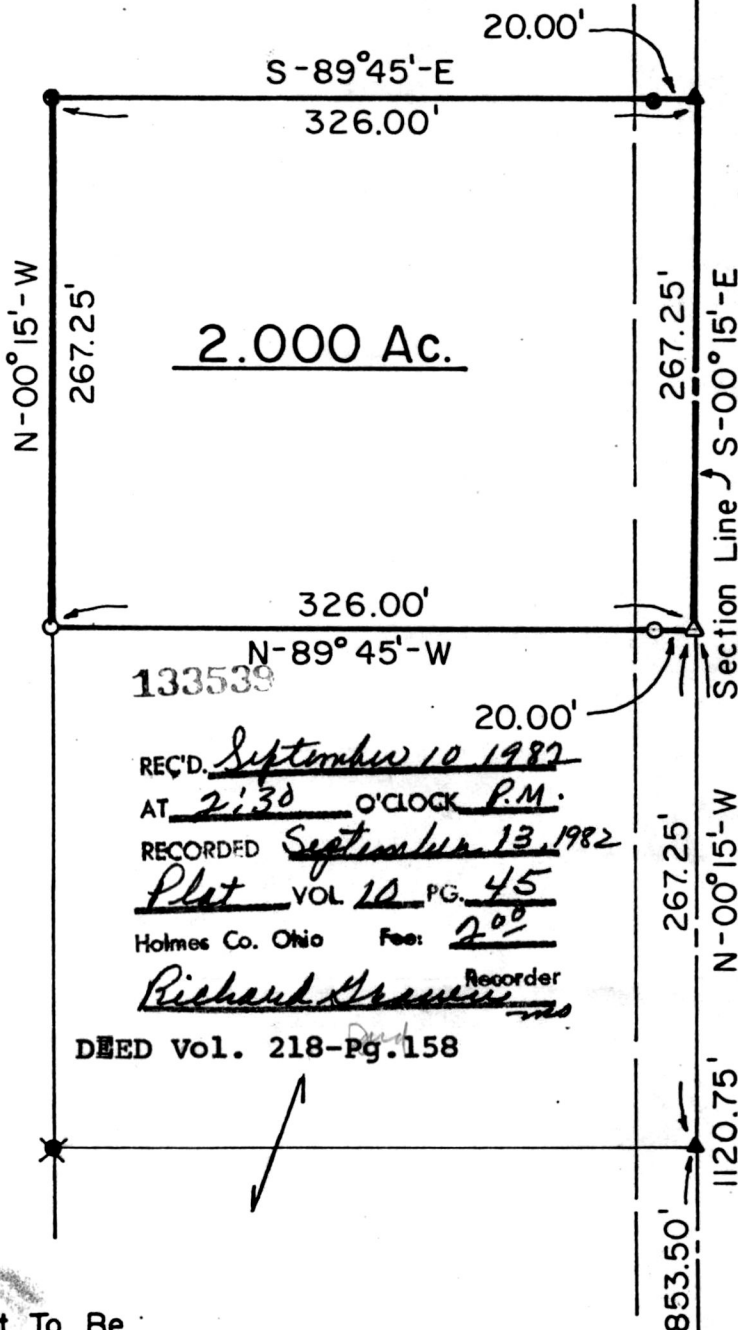 20.00'
S-89°45'-E
326.00'
N-00°15'-W
267.25'
2.000 Ac.
267.25'
S-00°15'-E
Section Line
326.00'
N-89°45'-W
133539
20.00'
REC'D. September 10 1982
AT 2:30 O'CLOCK P.M.
RECORDED September 13, 1982
Plat VOL. 10 PG. 45
Holmes Co. Ohio Fee: 2.00
Richard Recorder
DEED Vol. 218-Pg.158
267.25'
N-00°15'-W
1120.75'
853.50'
To Be